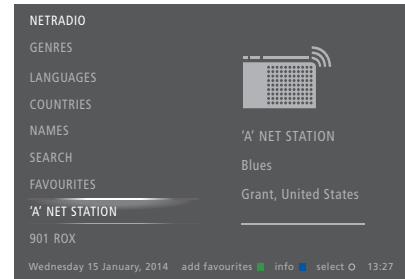 NETRADIO
GENRES
LANGUAGES
COUNTRIES
NAMES
SEARCH
FAVOURITES
‘A’ NET STATION
901 ROX
‘A’ NET STATION
Blues
Grant, United States
Wednesday 15 January, 2014 add favourites info select 13:27